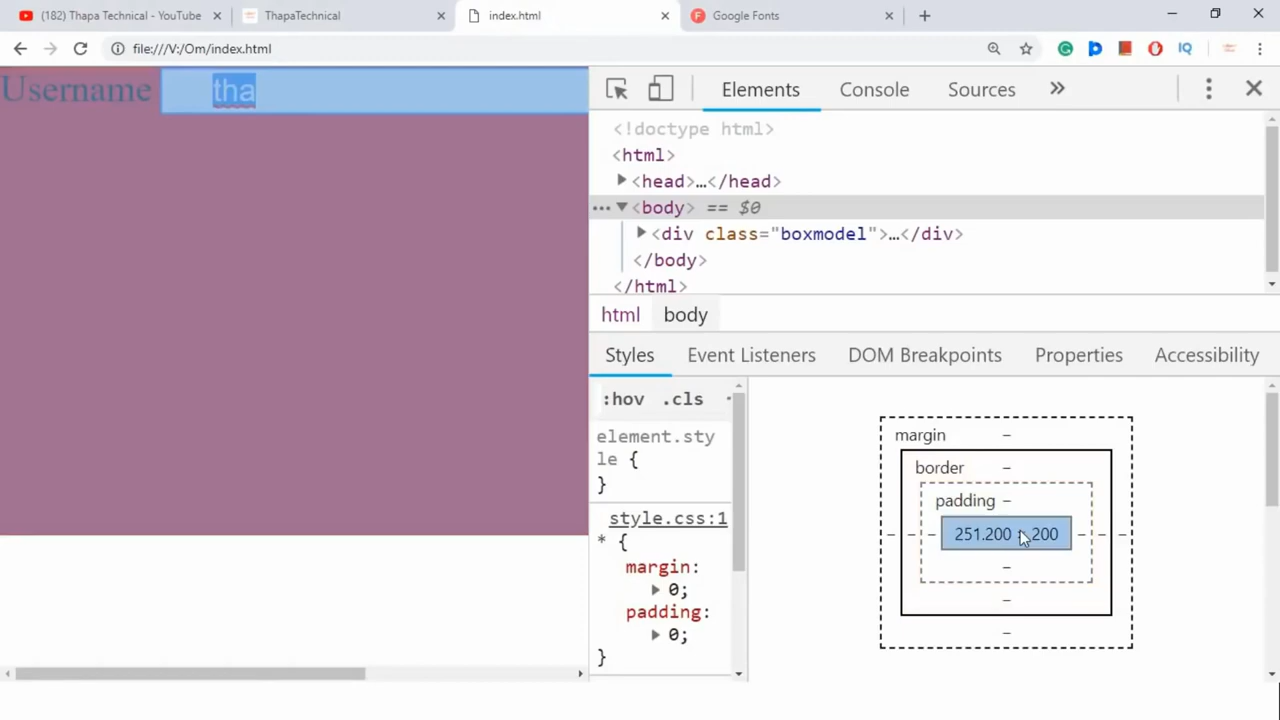 (182) Thapa Technical - YouTube
ThapaTechnical
index.html
Google Fonts
file:///V:/Om/index.html
Username tha
Elements Console Sources
<!doctype html>
<html>
<head>…</head>
<body> == $0
<div class="boxmodel">…</div>
</body>
</html>
html body
Styles Event Listeners DOM Breakpoints Properties Accessibility
:hov .cls
element.sty
le {
}
style.css:1
* {
margin:
0;
padding:
0;
}
margin –
border –
padding –
– – – 251.200 200 – – –
–
–
–